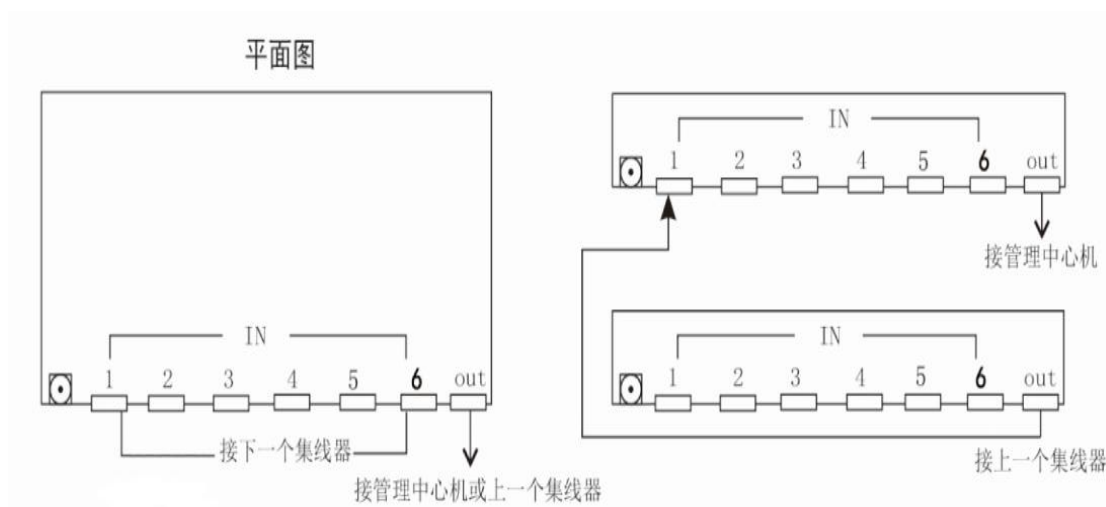 平面图
IN
1 2 3 4 5 6 out
接下一个集线器
接管理中心机或上一个集线器
IN
1 2 3 4 5 6 out
接管理中心机
IN
1 2 3 4 5 6 out
接上一个集线器